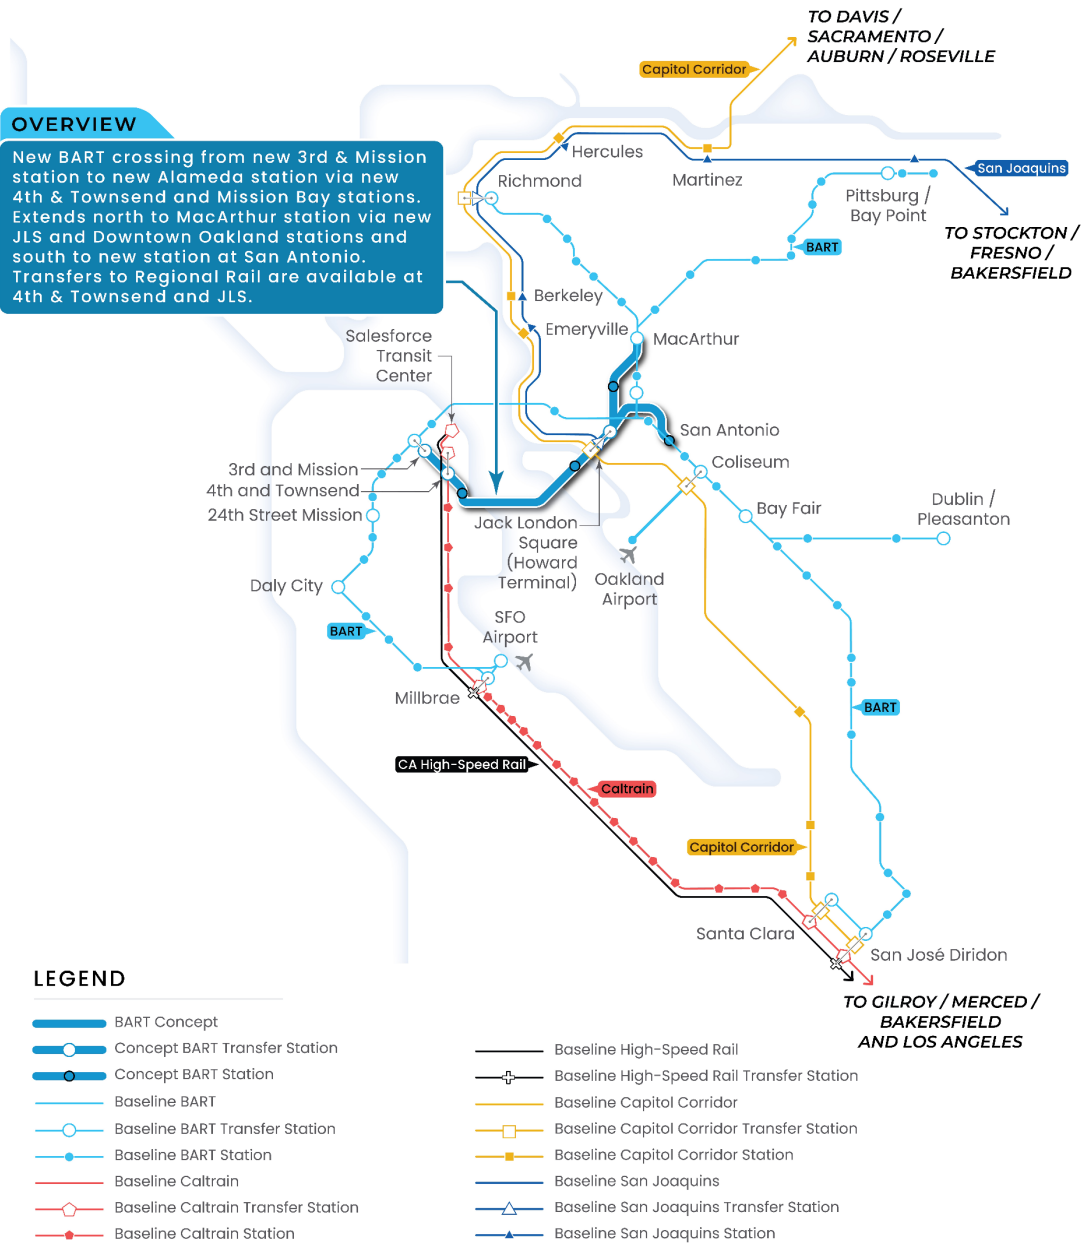 TO DAVIS /
SACRAMENTO /
AUBURN / ROSEVILLE
Capitol Corridor
OVERVIEW
New BART crossing from new 3rd & Mission
station to new Alameda station via new
4th & Townsend and Mission Bay stations.
Extends north to MacArthur station via new
JLS and Downtown Oakland stations and
south to new station at San Antonio.
Transfers to Regional Rail are available at
4th & Townsend and JLS.
Hercules
Richmond
Martinez
San Joaquins
Pittsburg /
Bay Point
BART
TO STOCKTON /
FRESNO /
BAKERSFIELD
Berkeley
Emeryville
MacArthur
Salesforce
Transit
Center
San Antonio
3rd and Mission
4th and Townsend
24th Street Mission
Coliseum
Bay Fair
Dublin /
Pleasanton
Jack London
Square
(Howard
Terminal)
Oakland
Airport
Daly City
BART
SFO
Airport
Millbrae
BART
CA High-Speed Rail
Caltrain
Capitol Corridor
Santa Clara
San José Diridon
TO GILROY / MERCED /
BAKERSFIELD
AND LOS ANGELES
LEGEND
BART Concept
Concept BART Transfer Station
Concept BART Station
Baseline BART
Baseline BART Transfer Station
Baseline BART Station
Baseline Caltrain
Baseline Caltrain Transfer Station
Baseline Caltrain Station
Baseline High-Speed Rail
Baseline High-Speed Rail Transfer Station
Baseline Capitol Corridor
Baseline Capitol Corridor Transfer Station
Baseline Capitol Corridor Station
Baseline San Joaquins
Baseline San Joaquins Transfer Station
Baseline San Joaquins Station